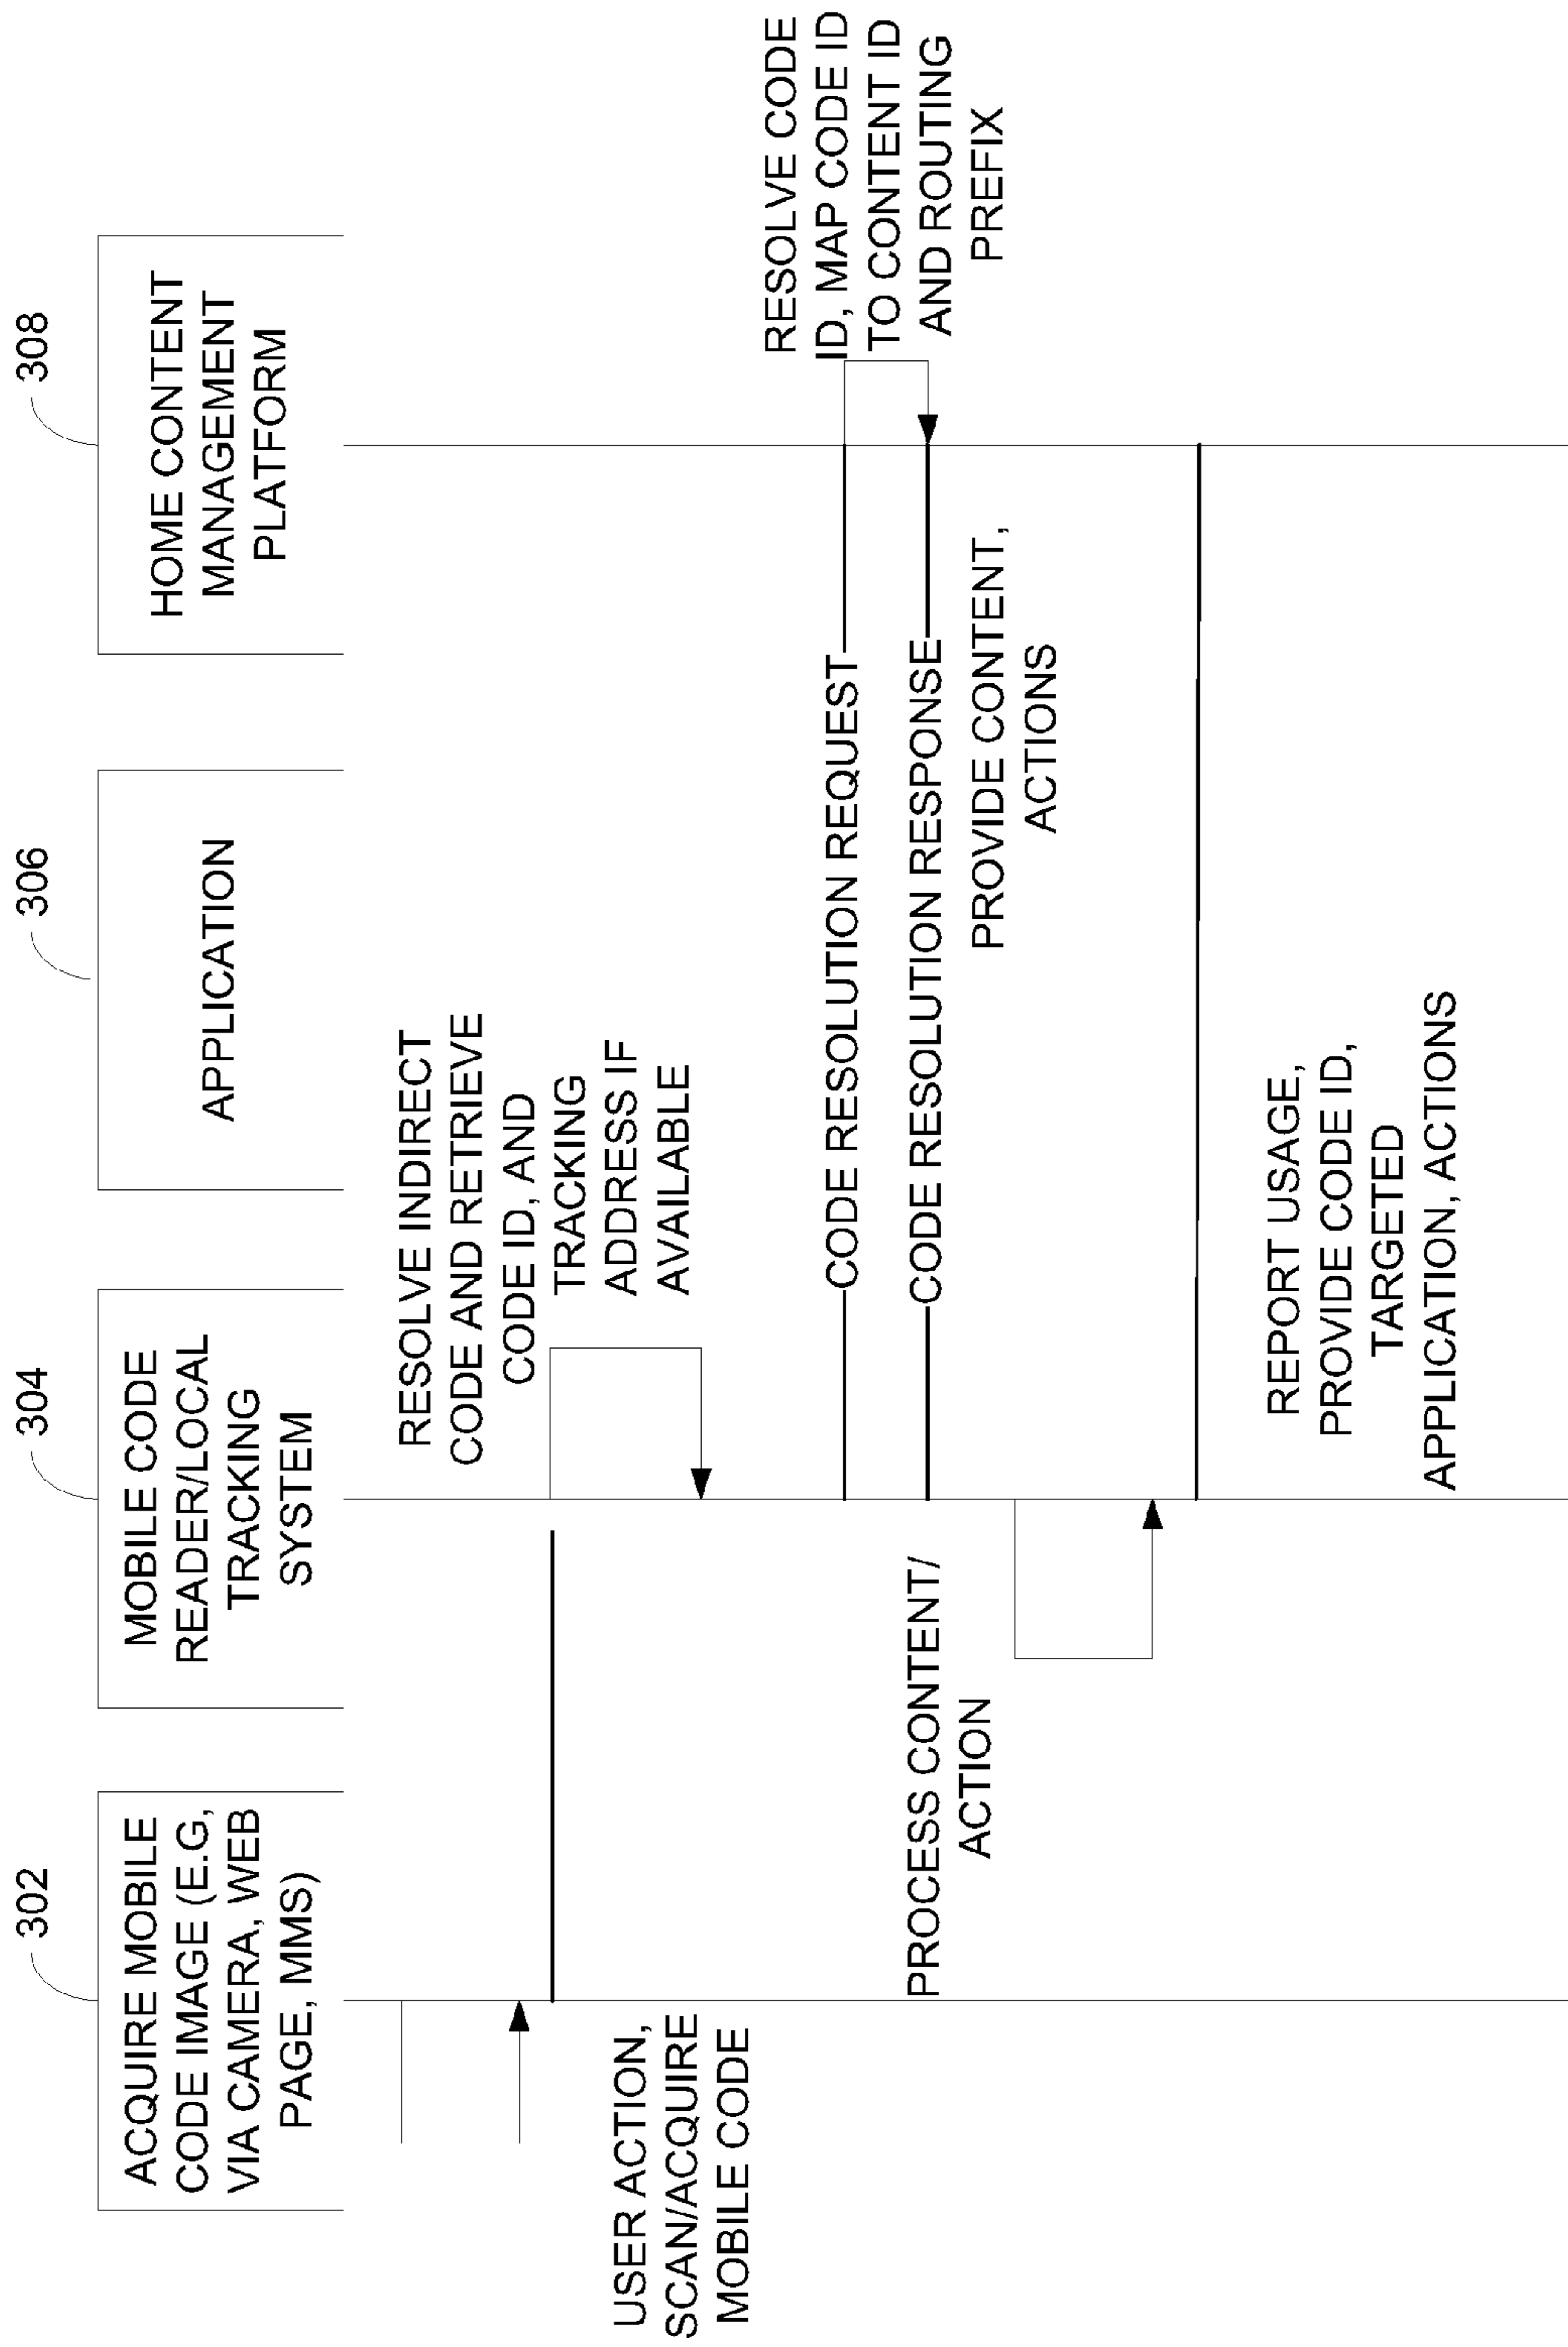 302
ACQUIRE MOBILE
CODE IMAGE (E.G,
VIA CAMERA, WEB
PAGE, MMS)
304
MOBILE CODE
READER/LOCAL
TRACKING
SYSTEM
306
APPLICATION
308
HOME CONTENT
MANAGEMENT
PLATFORM
USER ACTION,
SCAN/ACQUIRE
MOBILE CODE
RESOLVE INDIRECT
CODE AND RETRIEVE
CODE ID, AND
TRACKING
ADDRESS IF
AVAILABLE
CODE RESOLUTION REQUEST
RESOLVE CODE
ID, MAP CODE ID
TO CONTENT ID
AND ROUTING
PREFIX
CODE RESOLUTION RESPONSE
PROVIDE CONTENT,
ACTIONS
PROCESS CONTENT/
ACTION
REPORT USAGE,
PROVIDE CODE ID,
TARGETED
APPLICATION, ACTIONS